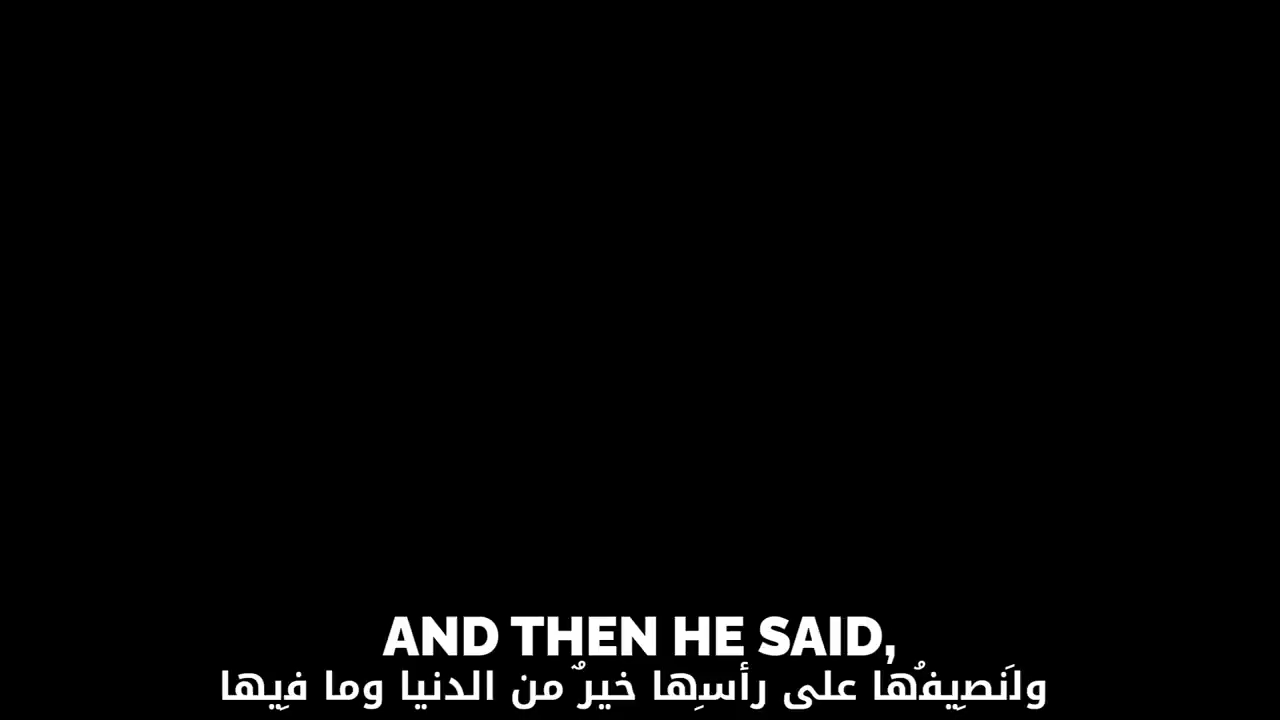 AND THEN HE SAID,
ولَنصِيفُها على رأسِها خيرٌ من الدنيا وما فِيها